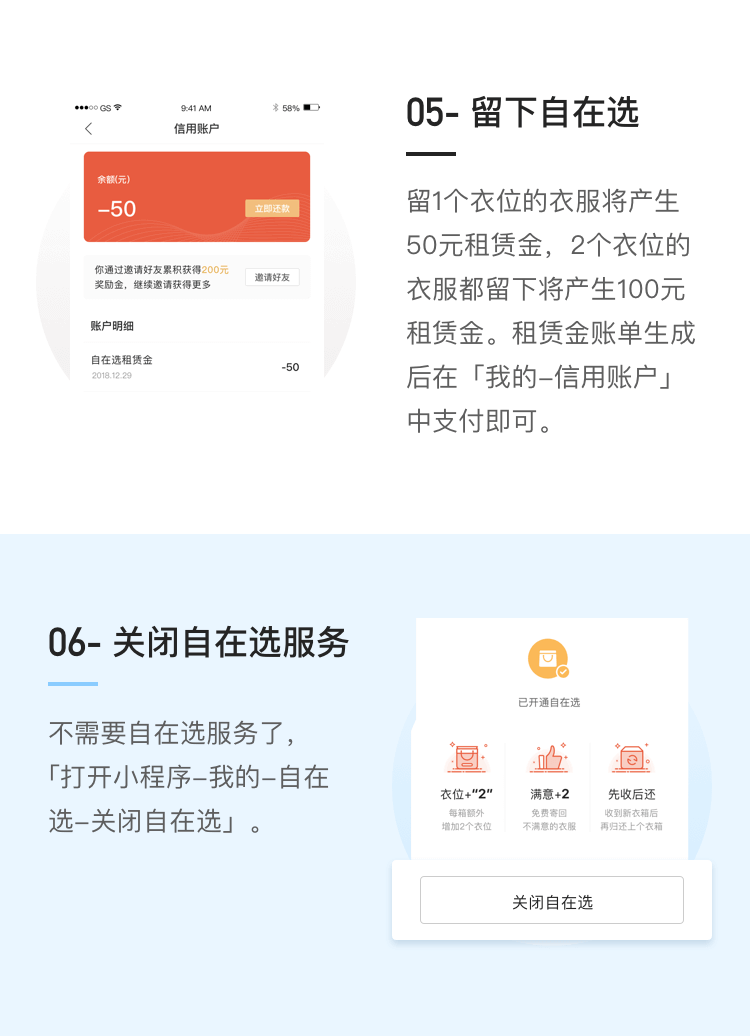 ●●●○○ GS 9:41 AM 58%
信用账户
余额(元)
-50
立即还款
你通过邀请好友累积获得200元
奖励金，继续邀请获得更多
邀请好友
账户明细
自在选租赁金
2018.12.29
-50
05- 留下自在选
留1个衣位的衣服将产生
50元租赁金，2个衣位的
衣服都留下将产生100元
租赁金。租赁金账单生成
后在「我的-信用账户」
中支付即可。
06- 关闭自在选服务
不需要自在选服务了，
「打开小程序-我的-自在
选-关闭自在选」。
已开通自在选
衣位+"2"
每箱额外
增加2个衣位
满意+2
免费寄回
不满意的衣服
先收后还
收到新衣箱后
再归还上个衣箱
关闭自在选